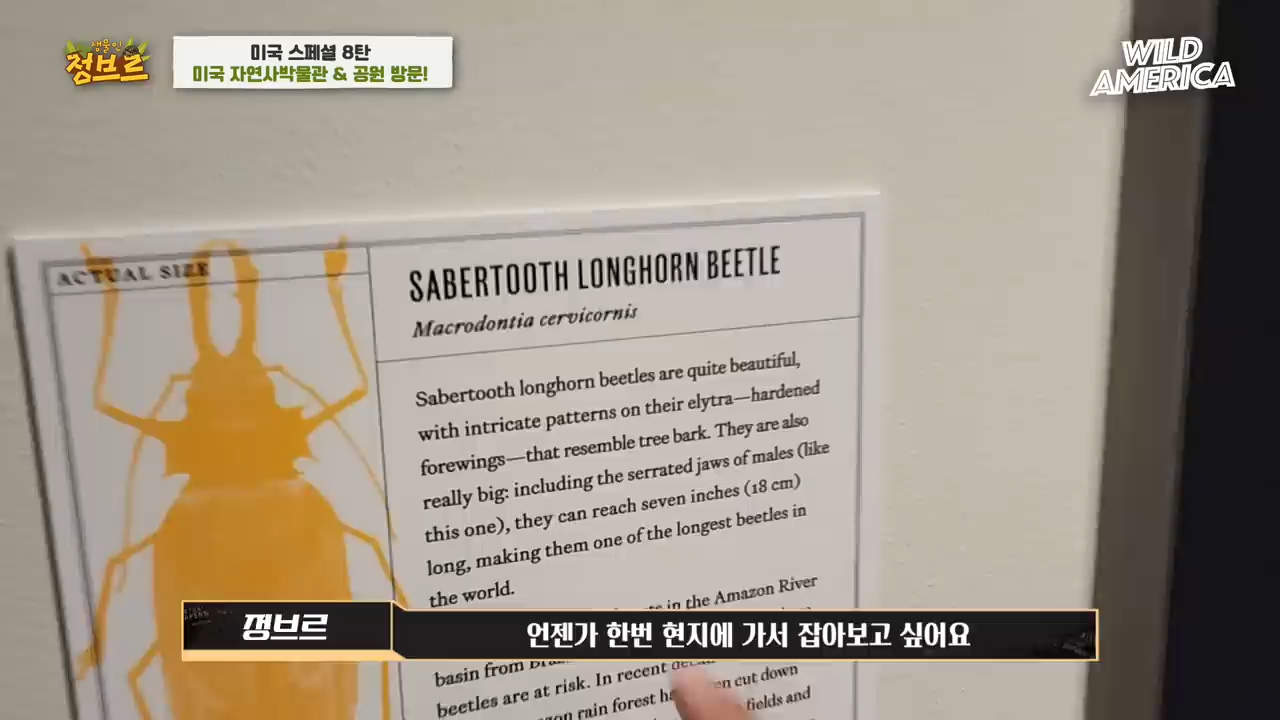 생물인
정브르
미국 스페셜 8탄
미국 자연사박물관 & 공원 방문!
WILD
AMERICA
ACTUAL SIZE
SABERTOOTH LONGHORN BEETLE
Macrodontia cervicornis
Sabertooth longhorn beetles are quite beautiful,
with intricate patterns on their elytra—hardened
forewings—that resemble tree bark. They are also
really big: including the serrated jaws of males (like
this one), they can reach seven inches (18 cm)
long, making them one of the longest beetles in
the world.
in the Amazon River
basin from
beetles are at risk. In recent
rain forest cut down
fields and
정브르
언젠가 한번 현지에 가서 잡아보고 싶어요